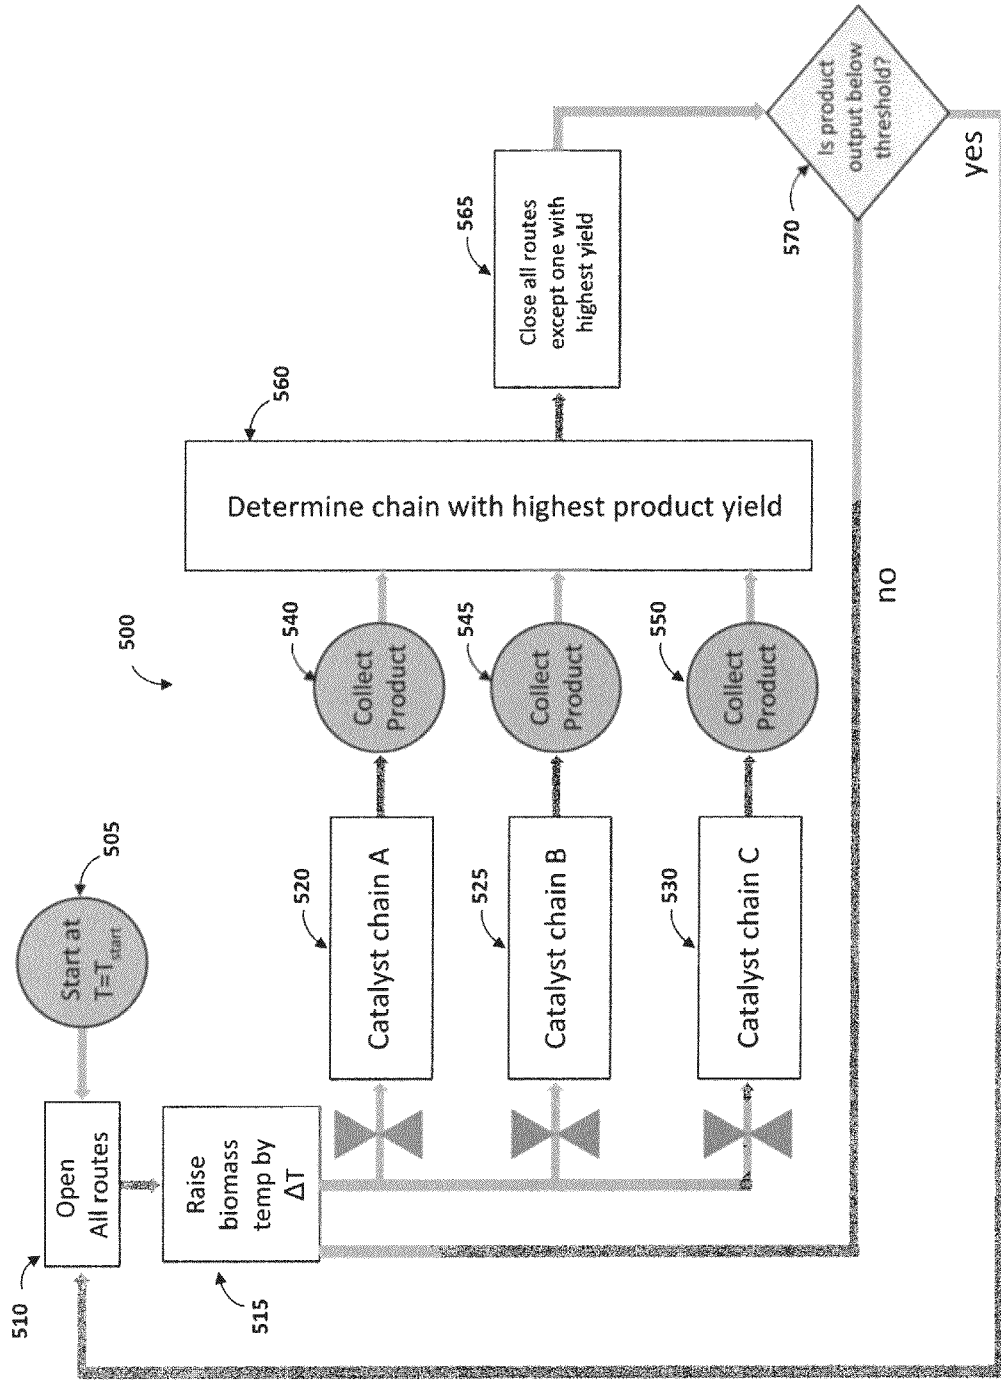 500
505
Start at
T=Tstart
510
Open
All routes
515
Raise
biomass
temp by
ΔT
520
Catalyst chain A
525
Catalyst chain B
530
Catalyst chain C
540
Collect
Product
545
Collect
Product
550
Collect
Product
560
Determine chain with highest product yield
565
Close all routes
except one with
highest yield
570
Is product
output below
threshold?
no
yes